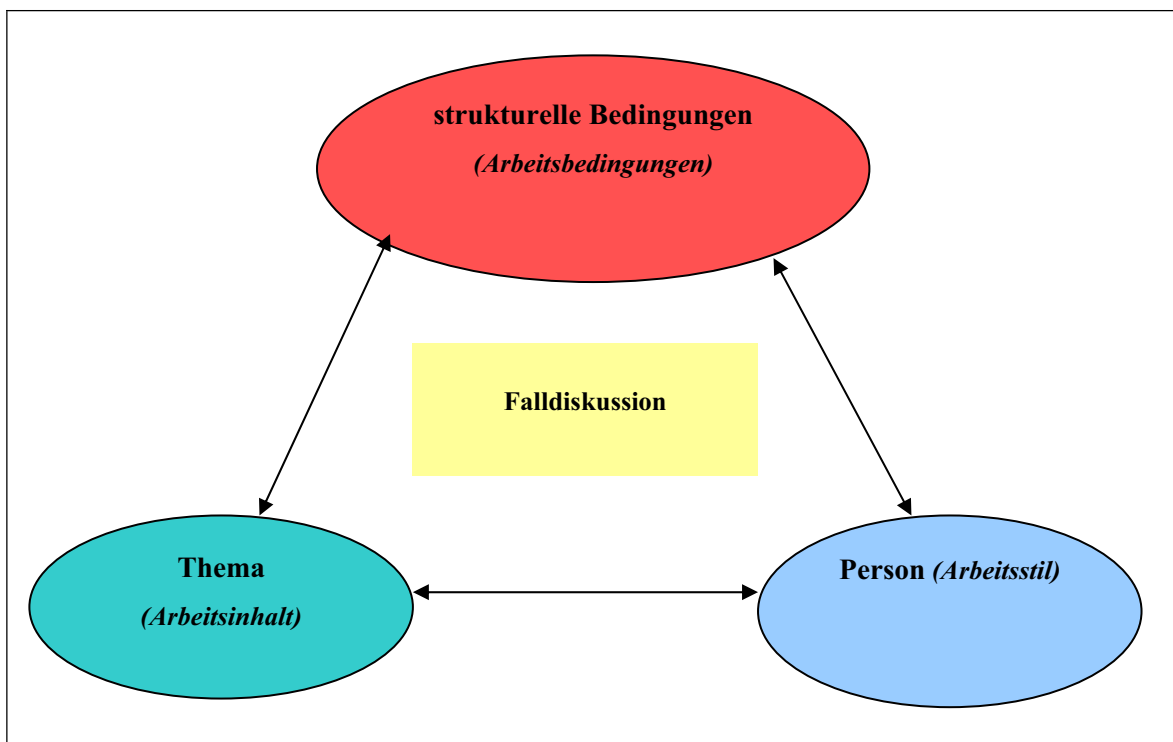 strukturelle Bedingungen
(Arbeitsbedingungen)
Falldiskussion
Thema
(Arbeitsinhalt)
Person (Arbeitsstil)